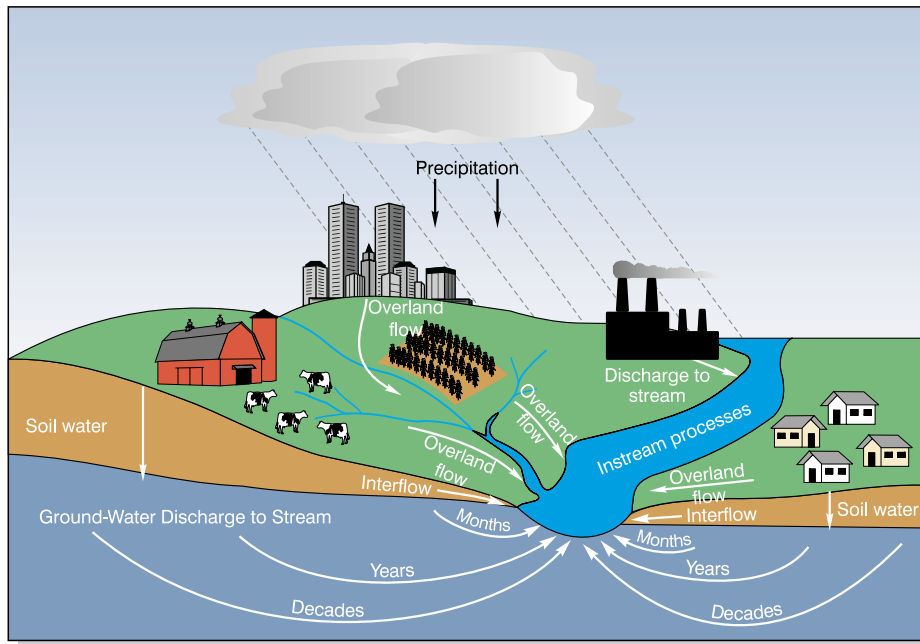 Precipitation
Overland
flow
Discharge to
stream
Overland
flow
Instream processes
Soil water
Overland
flow
Overland
flow
Interflow
Interflow
Soil water
Ground-Water Discharge to Stream
Months
Months
Years
Years
Decades
Decades